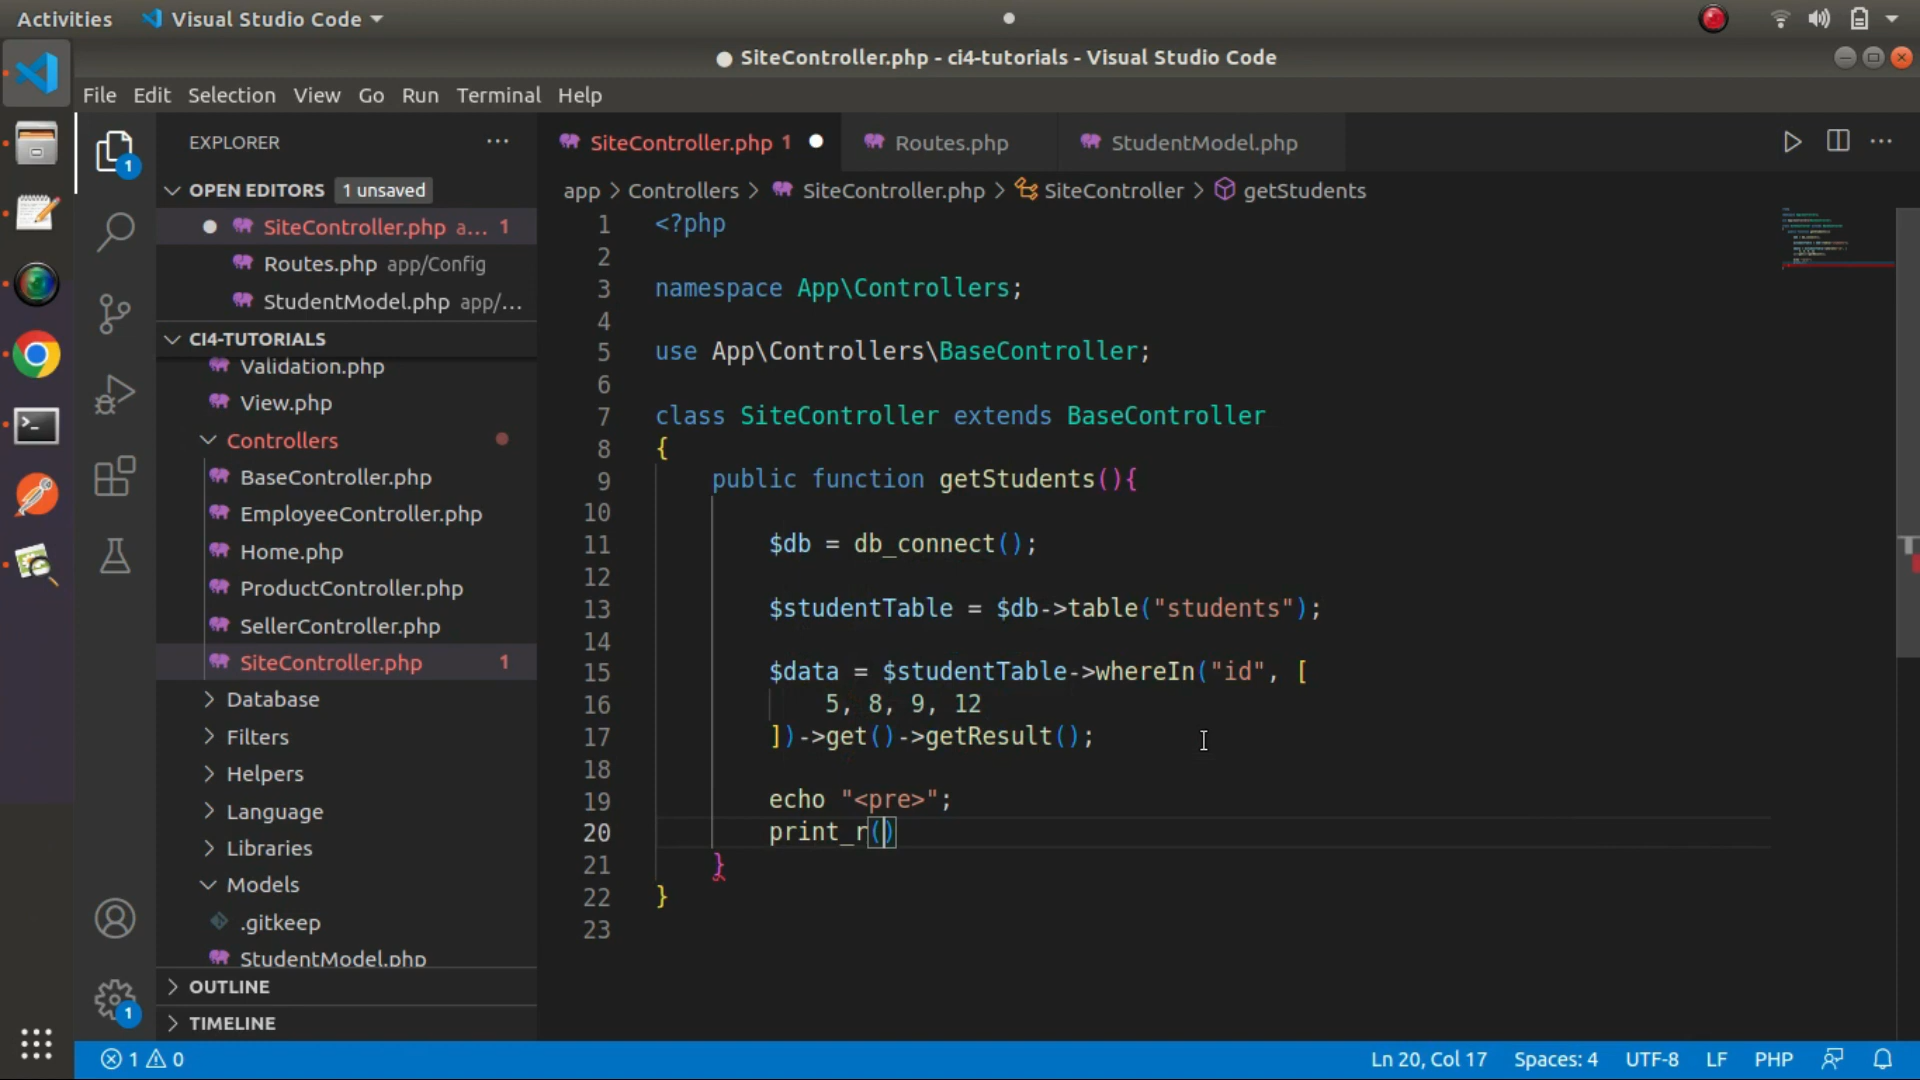 Activities Visual Studio Code
SiteController.php - ci4-tutorials - Visual Studio Code
File Edit Selection View Go Run Terminal Help
EXPLORER
SiteController.php 1 Routes.php StudentModel.php
OPEN EDITORS 1 unsaved
SiteController.php a... 1
Routes.php app/Config
StudentModel.php app/...
CI4-TUTORIALS
Validation.php
View.php
Controllers
BaseController.php
EmployeeController.php
Home.php
ProductController.php
SellerController.php
SiteController.php 1
Database
Filters
Helpers
Language
Libraries
Models
.gitkeep
StudentModel.php
OUTLINE
TIMELINE
1
1
app > Controllers > SiteController.php > SiteController > getStudents
1 <?php
2
3 namespace App\Controllers;
4
5 use App\Controllers\BaseController;
6
7 class SiteController extends BaseController
8 {
9 public function getStudents(){
10
11 $db = db_connect();
12
13 $studentTable = $db->table("students");
14
15 $data = $studentTable->whereIn("id", [
16 5, 8, 9, 12
17 ])->get()->getResult();
18
19 echo "<pre>";
20 print_r()
21 }
22 }
23
1 0 Ln 20, Col 17 Spaces: 4 UTF-8 LF PHP